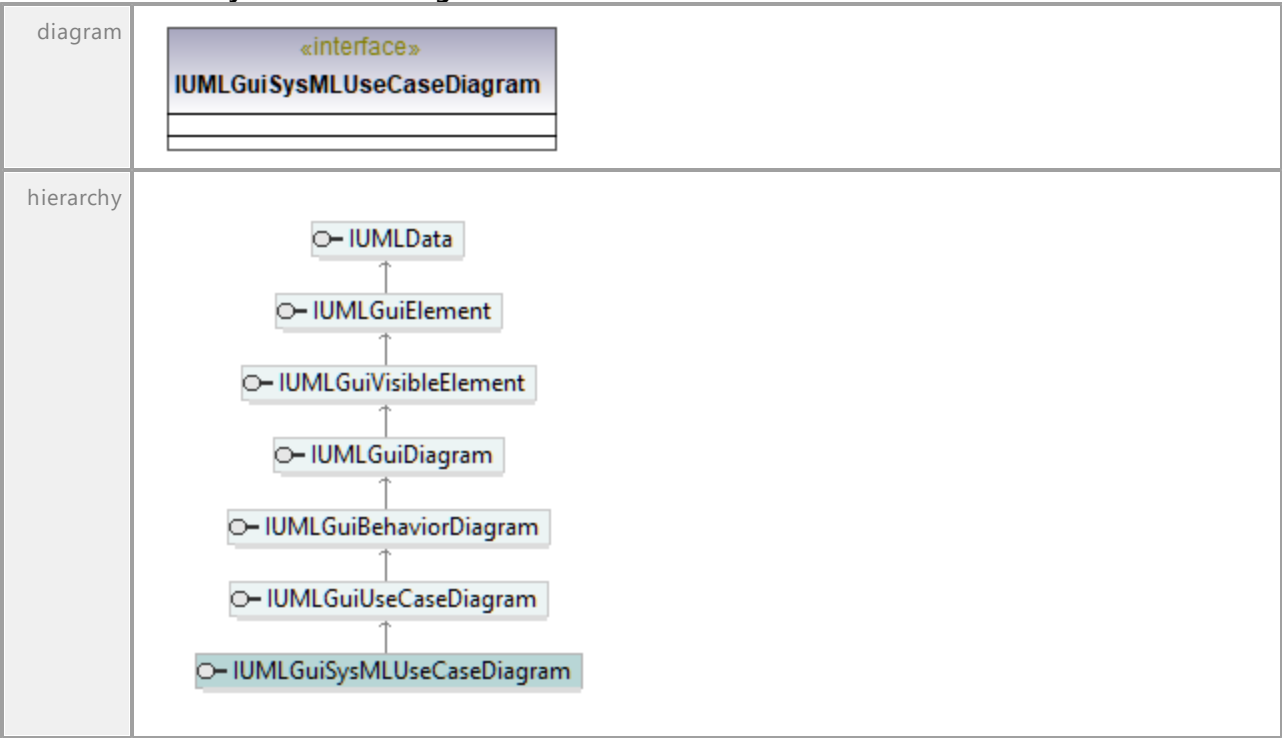 diagram
«interface»
IUMLGuiSysMLUseCaseDiagram
hierarchy
IUMLData
IUMLGuiElement
IUMLGuiVisibleElement
IUMLGuiDiagram
IUMLGuiBehaviorDiagram
IUMLGuiUseCaseDiagram
IUMLGuiSysMLUseCaseDiagram